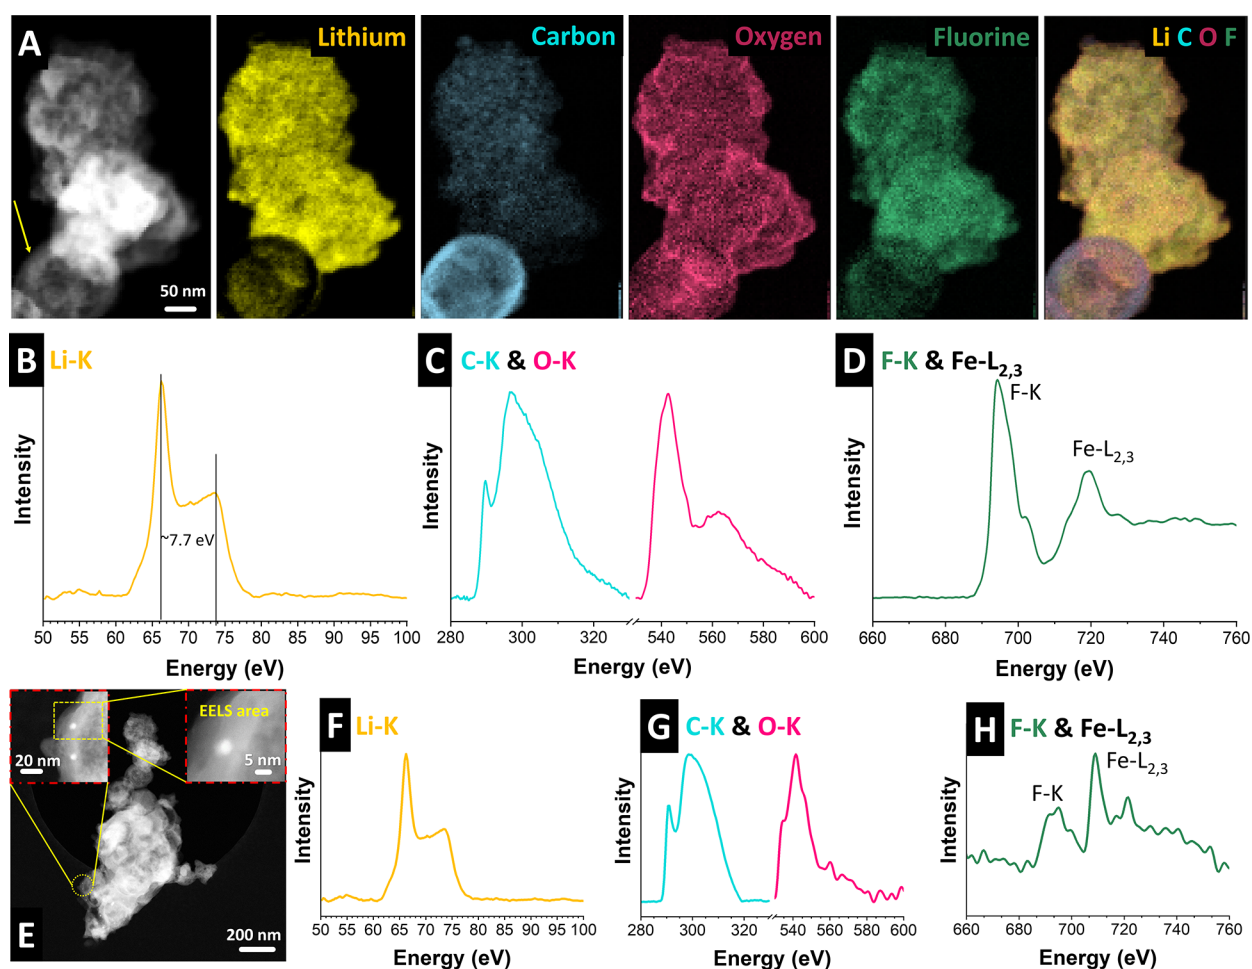 A
Lithium
Carbon
Oxygen
Fluorine
Li C O F
50 nm
B Li-K
~7.7 eV
Intensity
50 55 60 65 70 75 80 85 90 95 100
Energy (eV)
C C-K & O-K
Intensity
280 300 320 540 560 580 600
Energy (eV)
D F-K & Fe-L2,3
F-K
Fe-L2,3
Intensity
660 680 700 720 740 760
Energy (eV)
E
20 nm
EELS area
5 nm
200 nm
F Li-K
Intensity
50 55 60 65 70 75 80 85 90 95 100
Energy (eV)
G C-K & O-K
Intensity
280 300 320 540 560 580 600
Energy (eV)
H F-K & Fe-L2,3
F-K
Fe-L2,3
Intensity
660 680 700 720 740 760
Energy (eV)